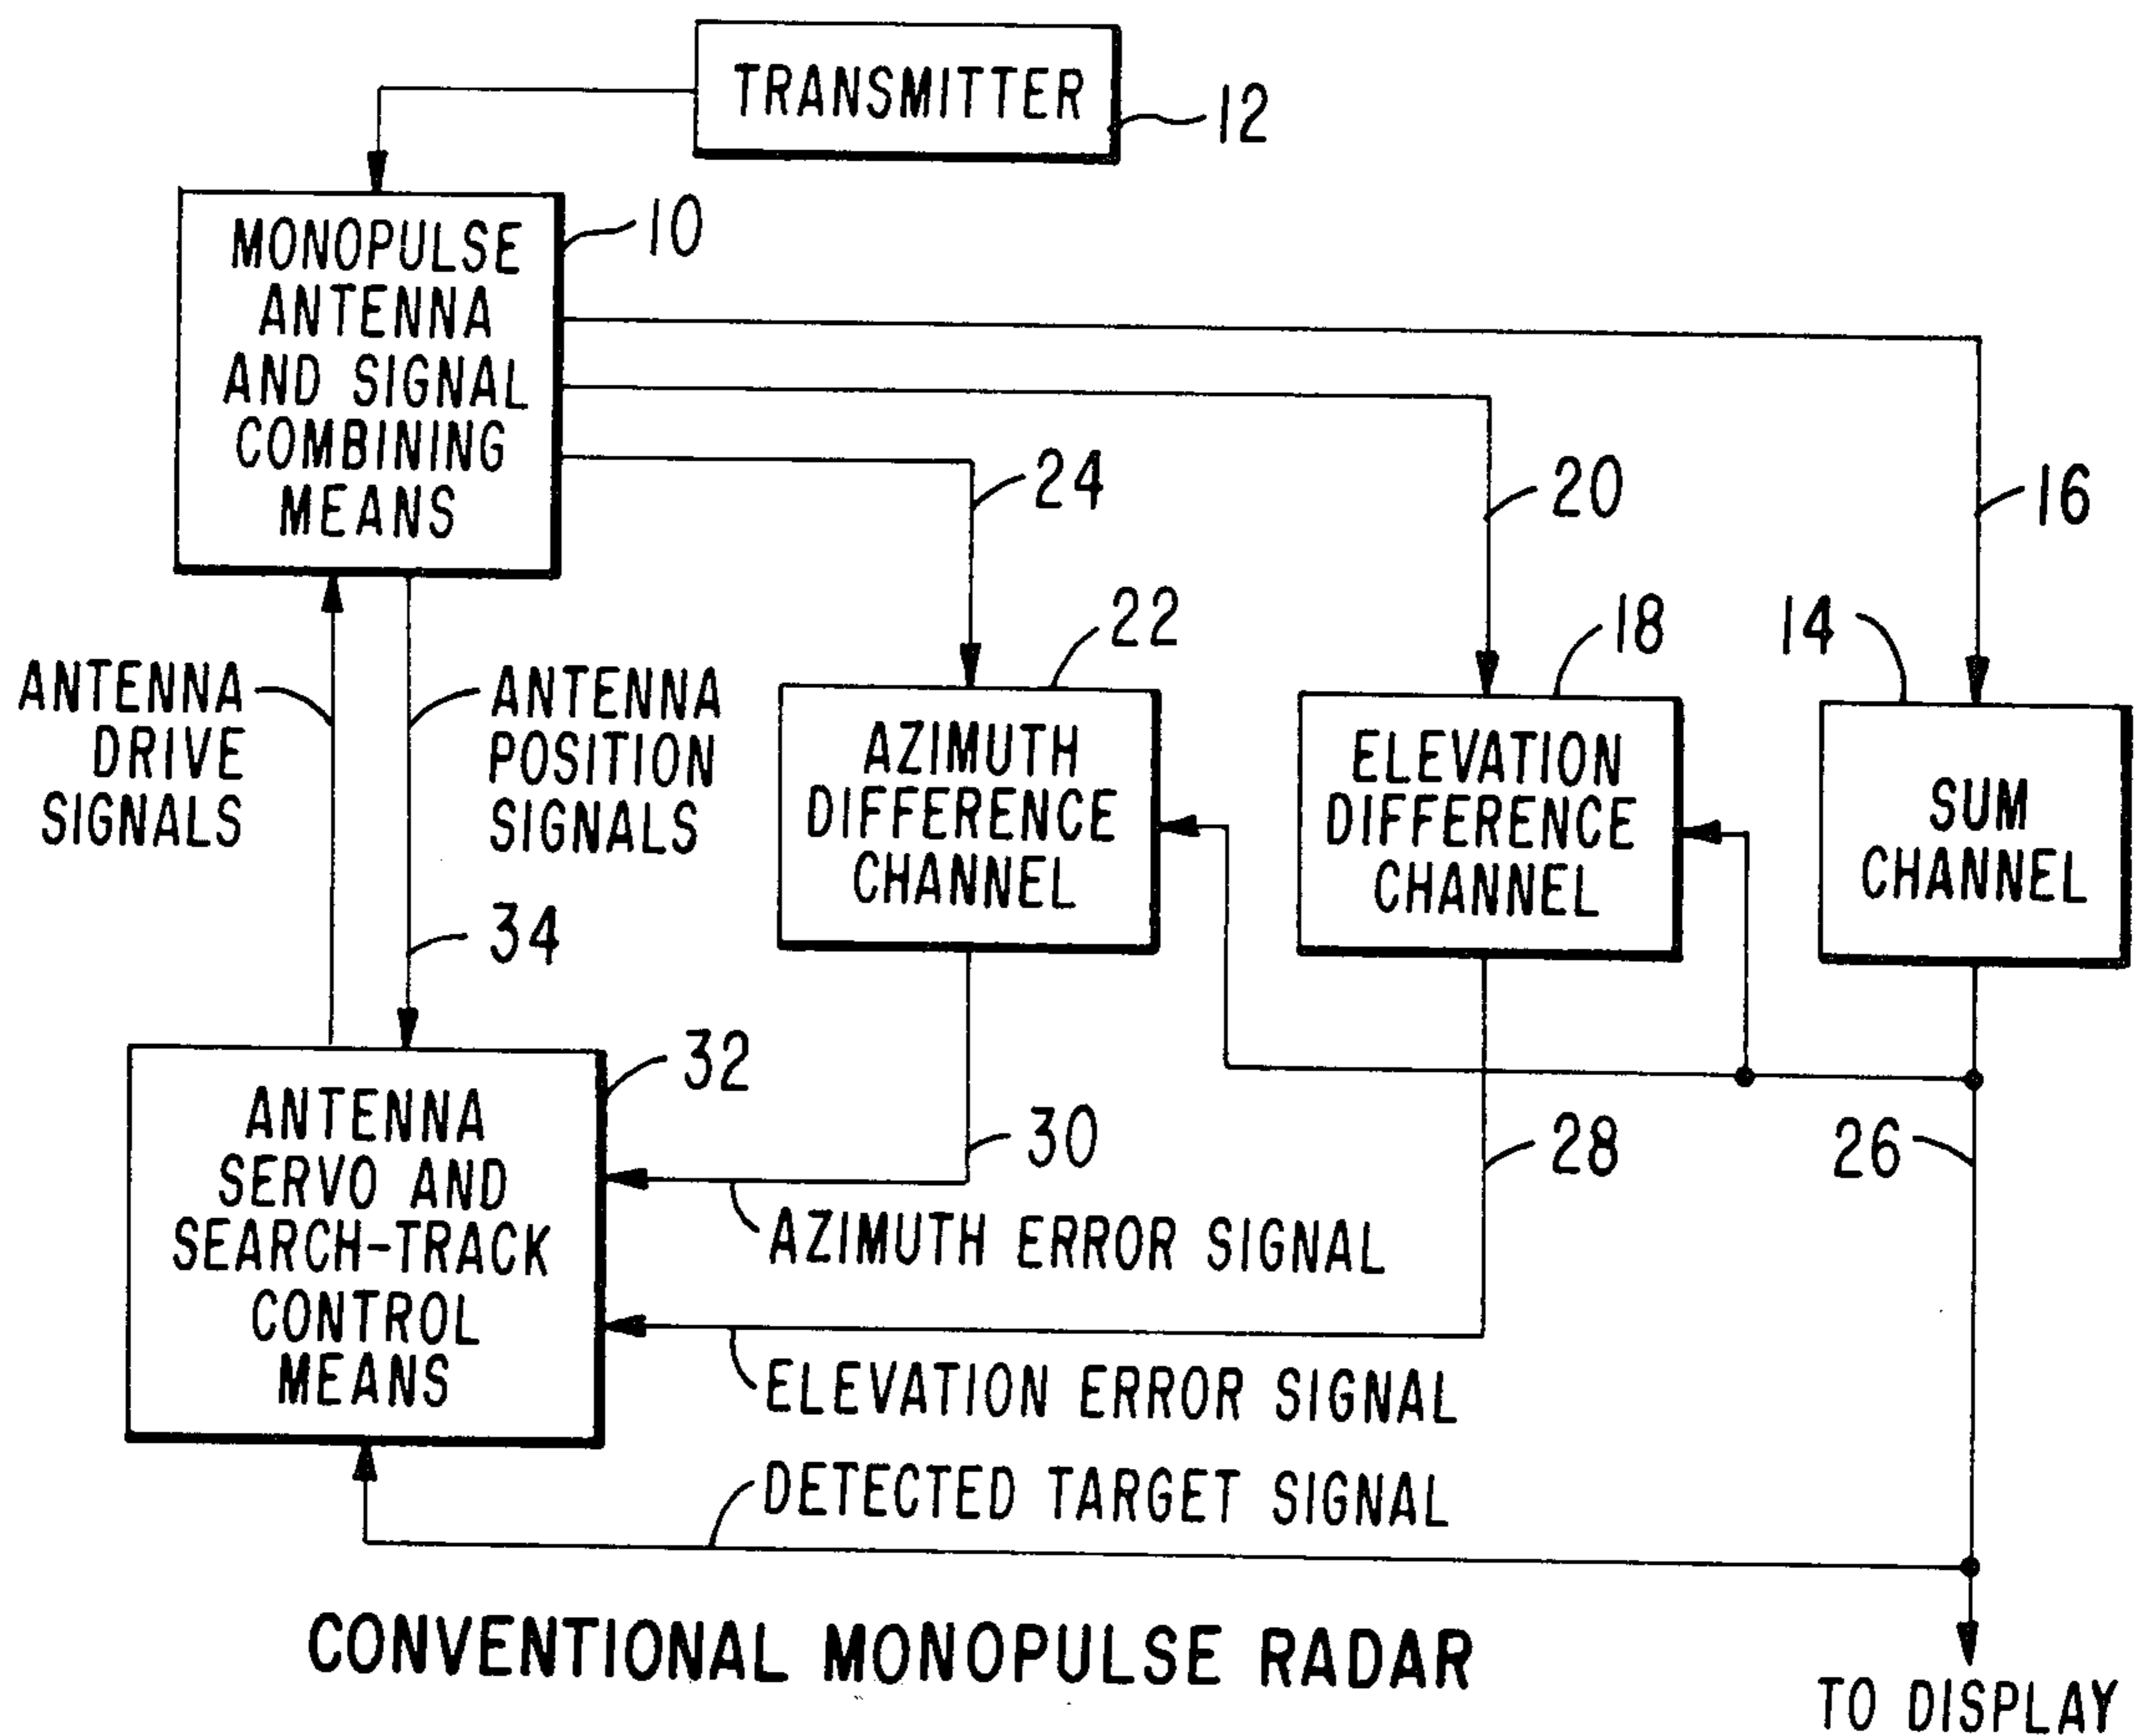 TRANSMITTER
12
MONOPULSE
ANTENNA
AND SIGNAL
COMBINING
MEANS
10
24
20
16
22
18
14
ANTENNA
DRIVE
SIGNALS
ANTENNA
POSITION
SIGNALS
AZIMUTH
DIFFERENCE
CHANNEL
ELEVATION
DIFFERENCE
CHANNEL
SUM
CHANNEL
34
32
ANTENNA
SERVO AND
SEARCH-TRACK
CONTROL
MEANS
30
28
26
AZIMUTH ERROR SIGNAL
ELEVATION ERROR SIGNAL
DETECTED TARGET SIGNAL
CONVENTIONAL MONOPULSE RADAR
TO DISPLAY